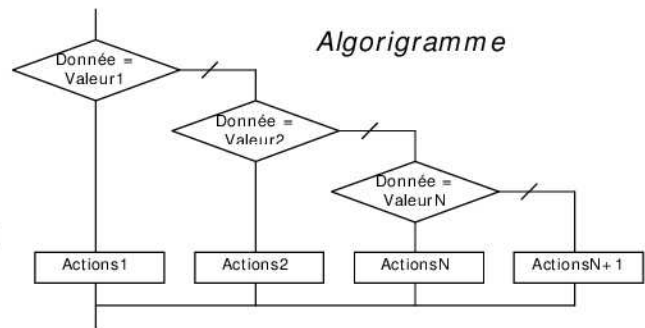 Algorigramme
Donnée =
Valeur1
Donnée =
Valeur2
Donnée =
ValeurN
Actions1
Actions2
ActionsN
ActionsN+1